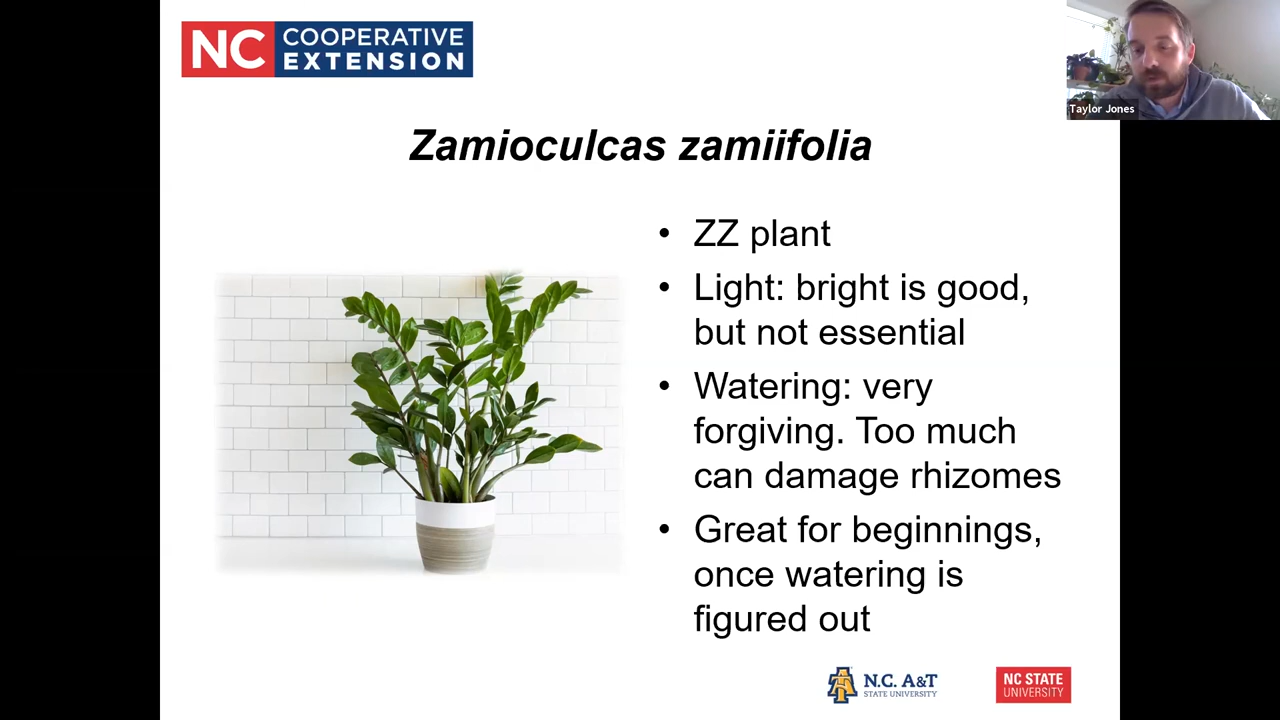 NC COOPERATIVE
EXTENSION
Taylor Jones
Zamioculcas zamiifolia
• ZZ plant
• Light: bright is good,
but not essential
• Watering: very
forgiving. Too much
can damage rhizomes
• Great for beginnings,
once watering is
figured out
N.C. A&T
STATE UNIVERSITY
NC STATE
UNIVERSITY